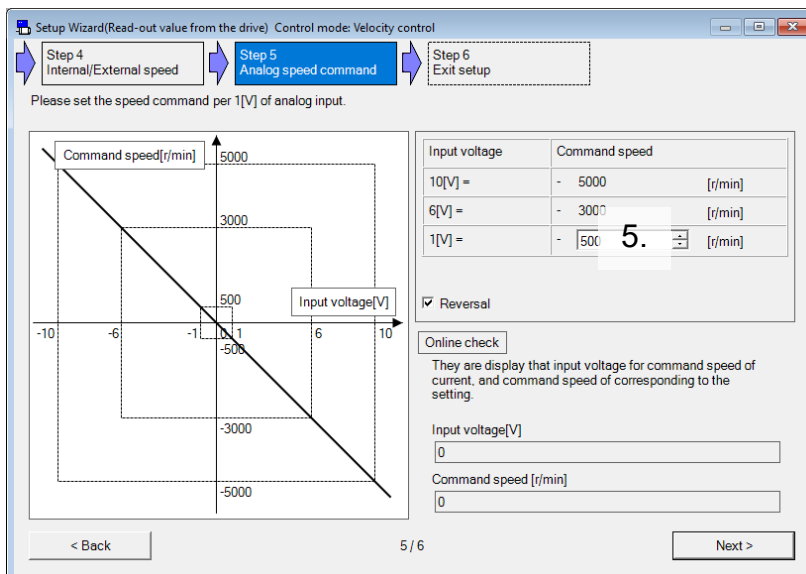 Setup Wizard(Read-out value from the drive) Control mode: Velocity control
Step 4
Internal/External speed
Step 5
Analog speed command
Step 6
Exit setup
Please set the speed command per 1[V] of analog input.
Command speed[r/min]
5000
3000
500
Input voltage[V]
-10 -6 -1 0 1 6 10
-500
-3000
-5000
Input voltage Command speed
10[V] = - 5000 [r/min]
6[V] = - 3000 [r/min]
1[V] = - 500 [r/min]
5.
Reversal
Online check
They are display that input voltage for command speed of
current, and command speed of corresponding to the
setting.
Input voltage[V]
0
Command speed [r/min]
0
< Back
5 / 6
Next >